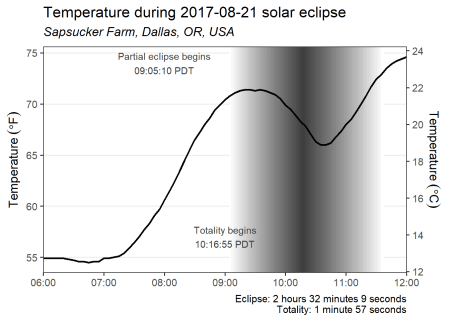 Temperature during 2017-08-21 solar eclipse
Sapsucker Farm, Dallas, OR, USA
Partial eclipse begins
09:05:10 PDT
Totality begins
10:16:55 PDT
Temperature (°F)
75
70
65
60
55
Temperature (°C)
24
22
20
18
16
14
12
06:00 07:00 08:00 09:00 10:00 11:00 12:00
Eclipse: 2 hours 32 minutes 9 seconds
Totality: 1 minute 57 seconds